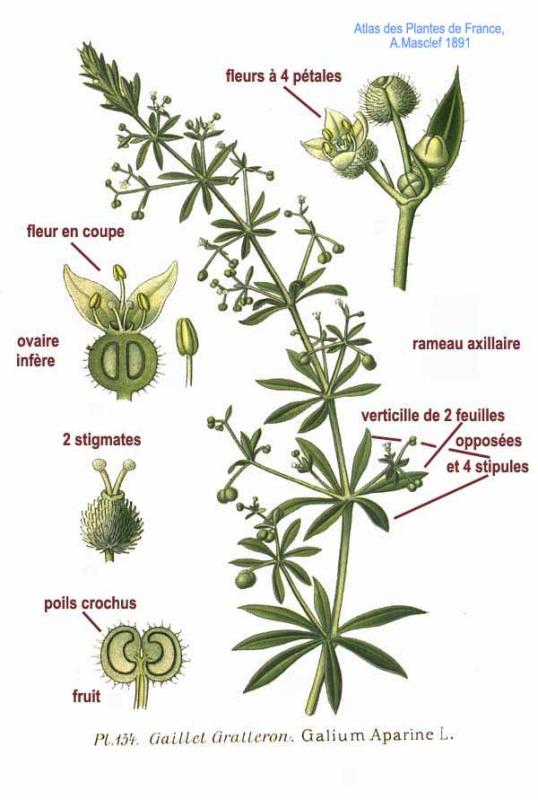 Atlas des Plantes de France,
A.Masclef 1891
fleurs à 4 pétales
fleur en coupe
ovaire
infère
rameau axillaire
verticille de 2 feuilles
opposées
et 4 stipules
2 stigmates
poils crochus
fruit
Pl.154. Gaillet Gratteron. Galium Aparine L.